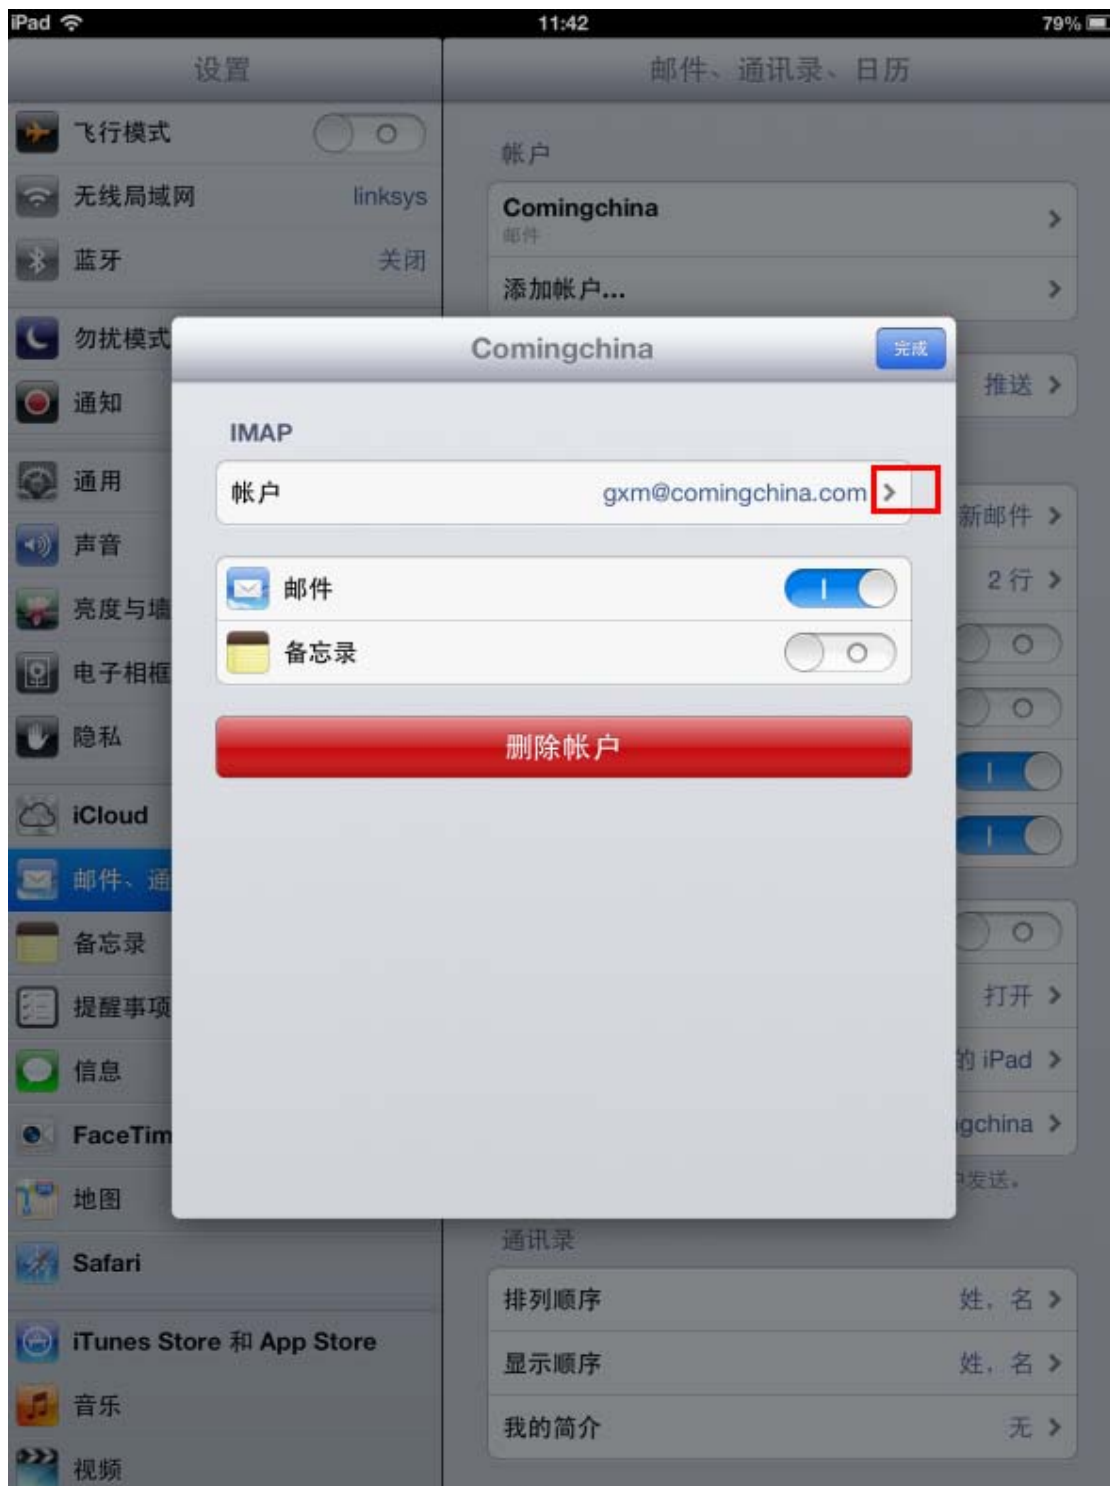 iPad 11:42 79%
设置
飞行模式
无线局域网 linksys
蓝牙 关闭
勿扰模式
通知
通用
声音
亮度与墙
电子相框
隐私
iCloud
邮件、通
备忘录
提醒事项
信息
FaceTim
地图
Safari
iTunes Store 和 App Store
音乐
视频
邮件、通讯录、日历
帐户
Comingchina
邮件
添加帐户...
推送
新邮件
2 行
打开
的 iPad
gchina
发送。
通讯录
排列顺序 姓，名
显示顺序 姓，名
我的简介 无
Comingchina 完成
IMAP
帐户 gxm@comingchina.com
邮件
备忘录
删除帐户